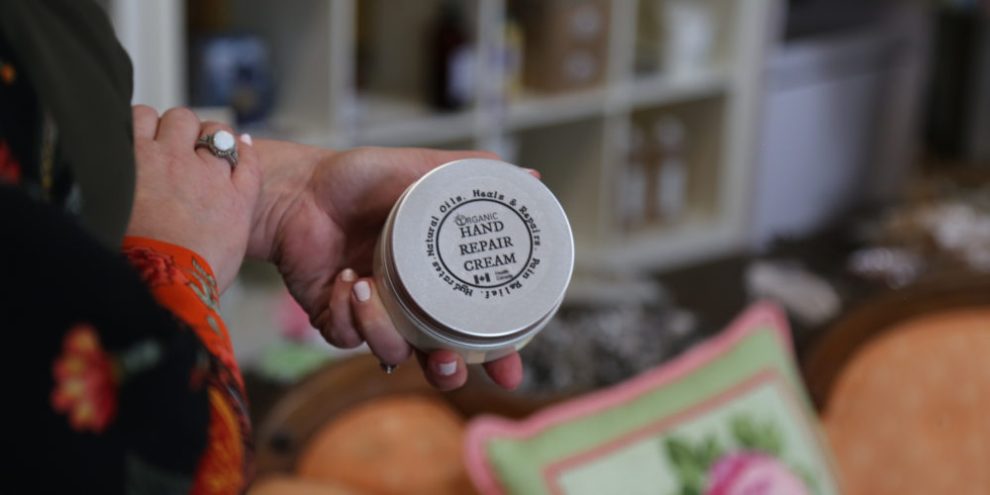 Natural Oils. Heals & Repairs. Pain Relief. Hydrates.
ORGANIC
HAND
REPAIR
CREAM